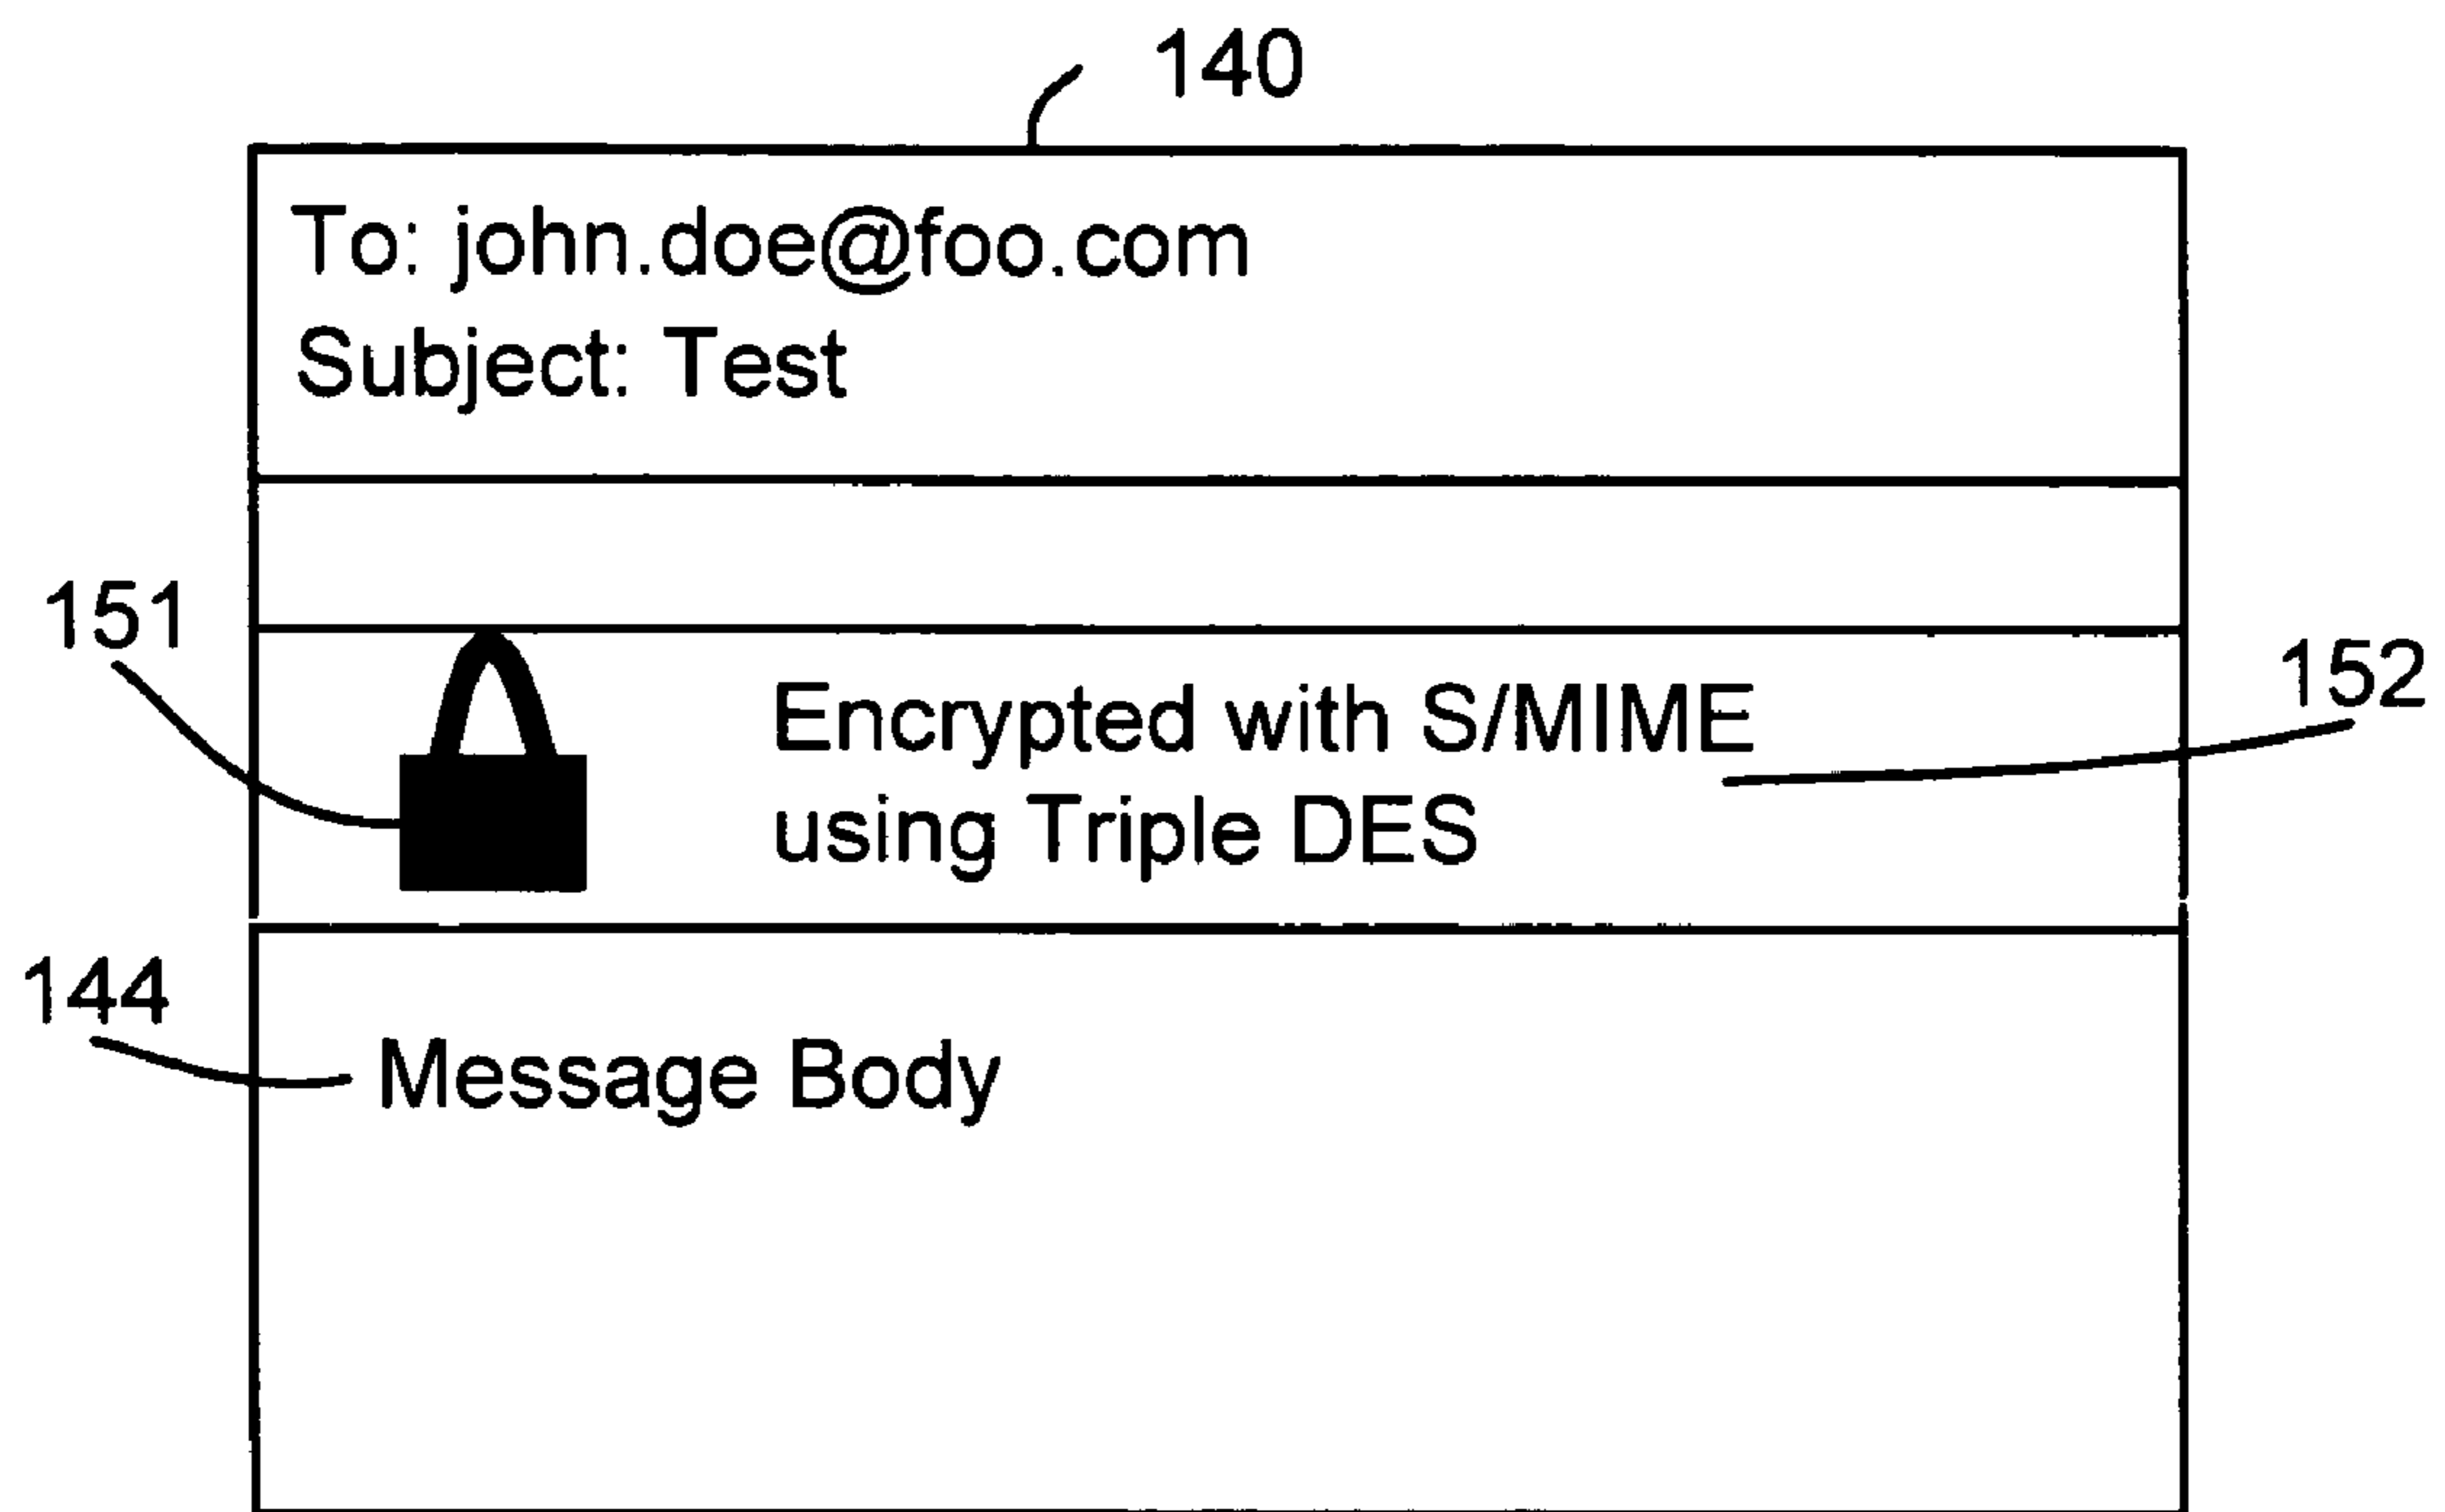 140
To: john.doe@foo.com
Subject: Test
151
152
Encrypted with S/MIME
using Triple DES
144
Message Body